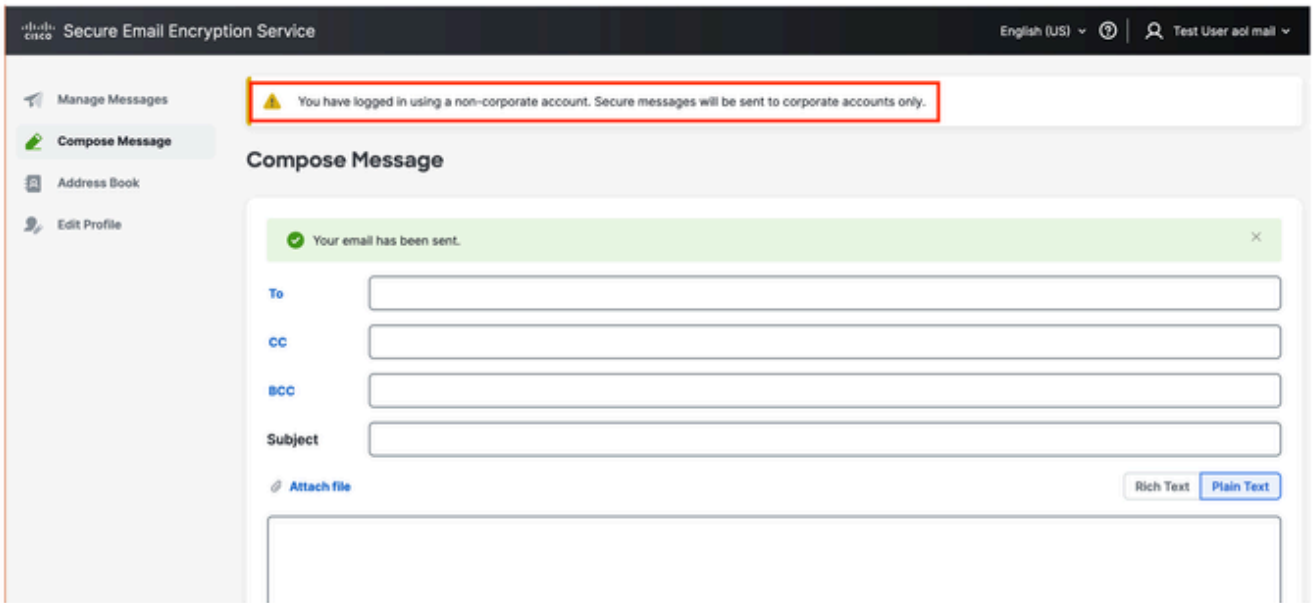 cisco Secure Email Encryption Service
English (US)
Test User aol mail
Manage Messages
Compose Message
Address Book
Edit Profile
You have logged in using a non-corporate account. Secure messages will be sent to corporate accounts only.
Compose Message
Your email has been sent.
To
CC
BCC
Subject
Attach file
Rich Text
Plain Text